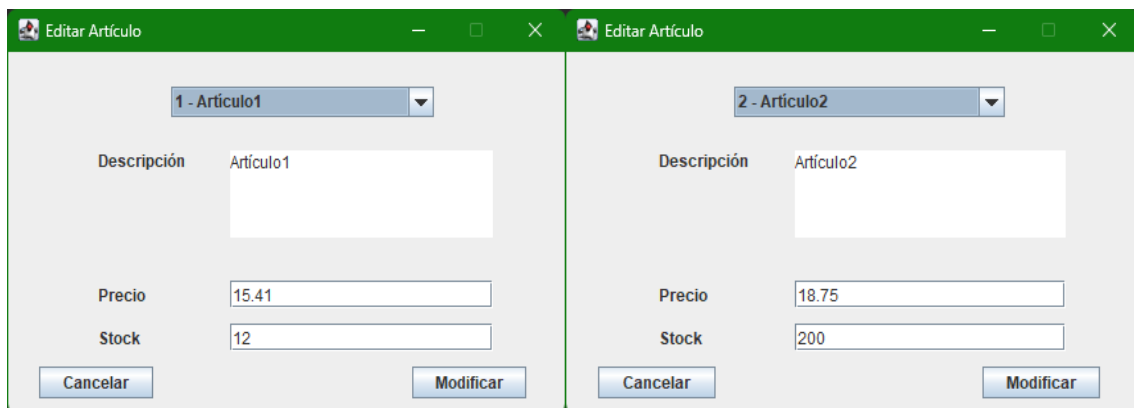 Editar Artículo
1 - Artículo1
Descripción
Artículo1
Precio
15.41
Stock
12
Cancelar
Modificar
Editar Artículo
2 - Artículo2
Descripción
Artículo2
Precio
18.75
Stock
200
Cancelar
Modificar